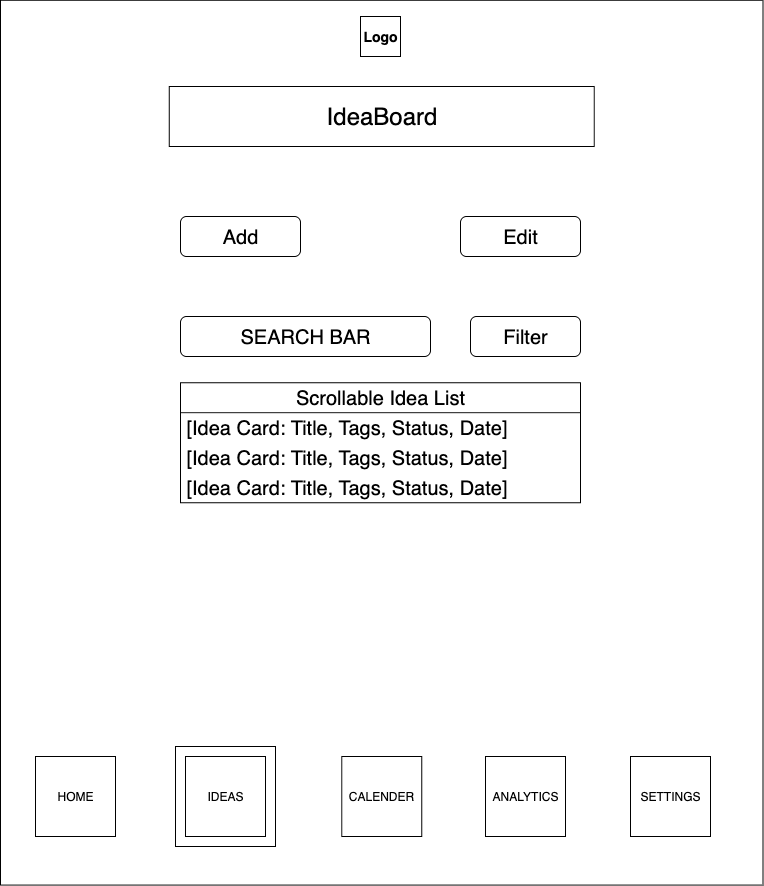 Logo
IdeaBoard
Add
Edit
SEARCH BAR
Filter
Scrollable Idea List
[Idea Card: Title, Tags, Status, Date]
[Idea Card: Title, Tags, Status, Date]
[Idea Card: Title, Tags, Status, Date]
HOME
IDEAS
CALENDER
ANALYTICS
SETTINGS